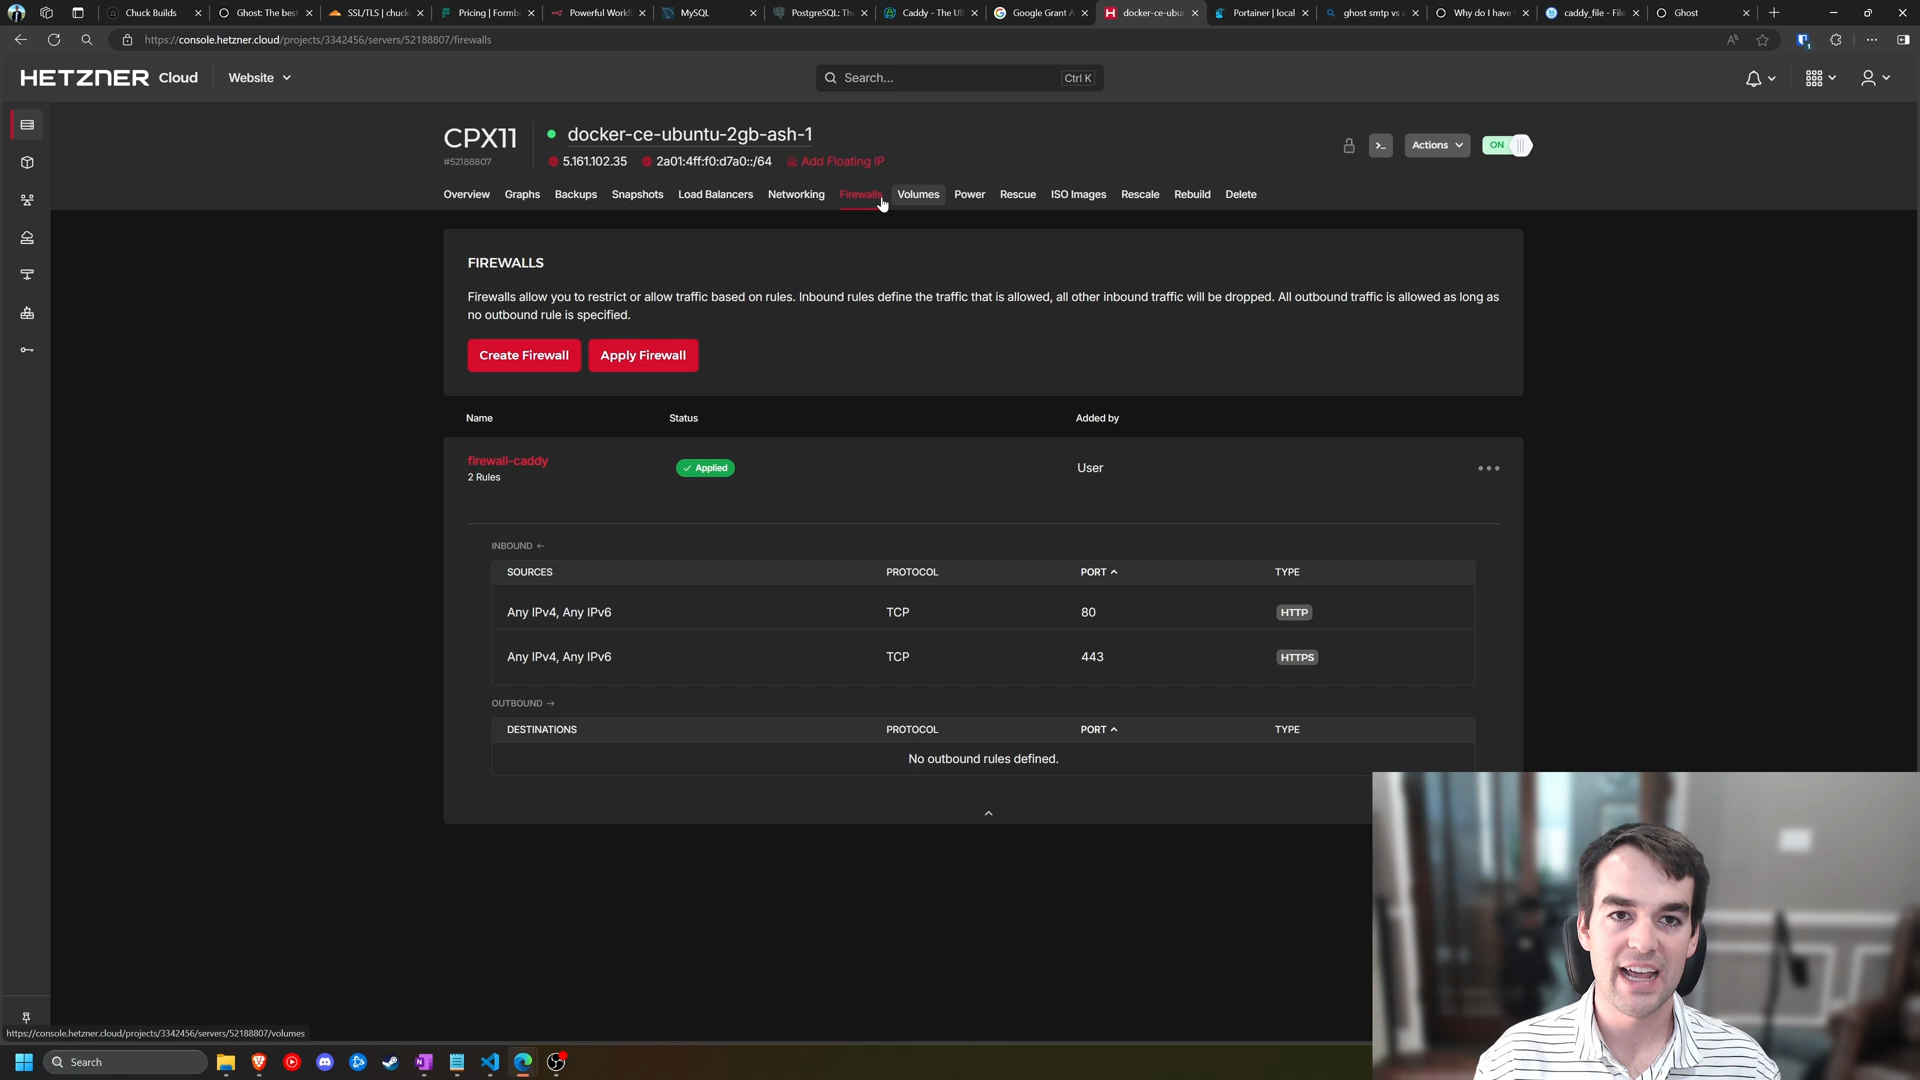 Chuck Builds
Ghost: The best
SSL/TLS | chuck
Pricing | Formb
Powerful Workfl
MySQL
PostgreSQL: The
Caddy - The Ult
Google Grant A
docker-ce-ubun
Portainer | local
ghost smtp vs a
Why do I have t
caddy_file - File
Ghost
https://console.hetzner.cloud/projects/3342456/servers/52188807/firewalls
HETZNER Cloud
Website
Search...
Ctrl K
CPX11
#52188807
docker-ce-ubuntu-2gb-ash-1
5.161.102.35
2a01:4ff:f0:d7a0::/64
Add Floating IP
Actions
ON
Overview
Graphs
Backups
Snapshots
Load Balancers
Networking
Firewalls
Volumes
Power
Rescue
ISO Images
Rescale
Rebuild
Delete
FIREWALLS
Firewalls allow you to restrict or allow traffic based on rules. Inbound rules define the traffic that is allowed, all other inbound traffic will be dropped. All outbound traffic is allowed as long as
no outbound rule is specified.
Create Firewall
Apply Firewall
Name
Status
Added by
firewall-caddy
2 Rules
Applied
User
INBOUND ←
SOURCES
PROTOCOL
PORT
TYPE
Any IPv4, Any IPv6
TCP
80
HTTP
Any IPv4, Any IPv6
TCP
443
HTTPS
OUTBOUND →
DESTINATIONS
PROTOCOL
PORT
TYPE
No outbound rules defined.
https://console.hetzner.cloud/projects/3342456/servers/52188807/volumes
Search